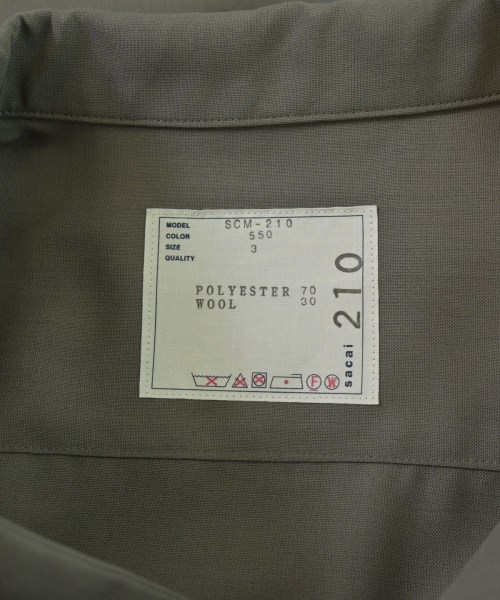 MODEL SCM-210
COLOR 550
SIZE 3
QUALITY
POLYESTER 70
WOOL 30
F W
sacai 210